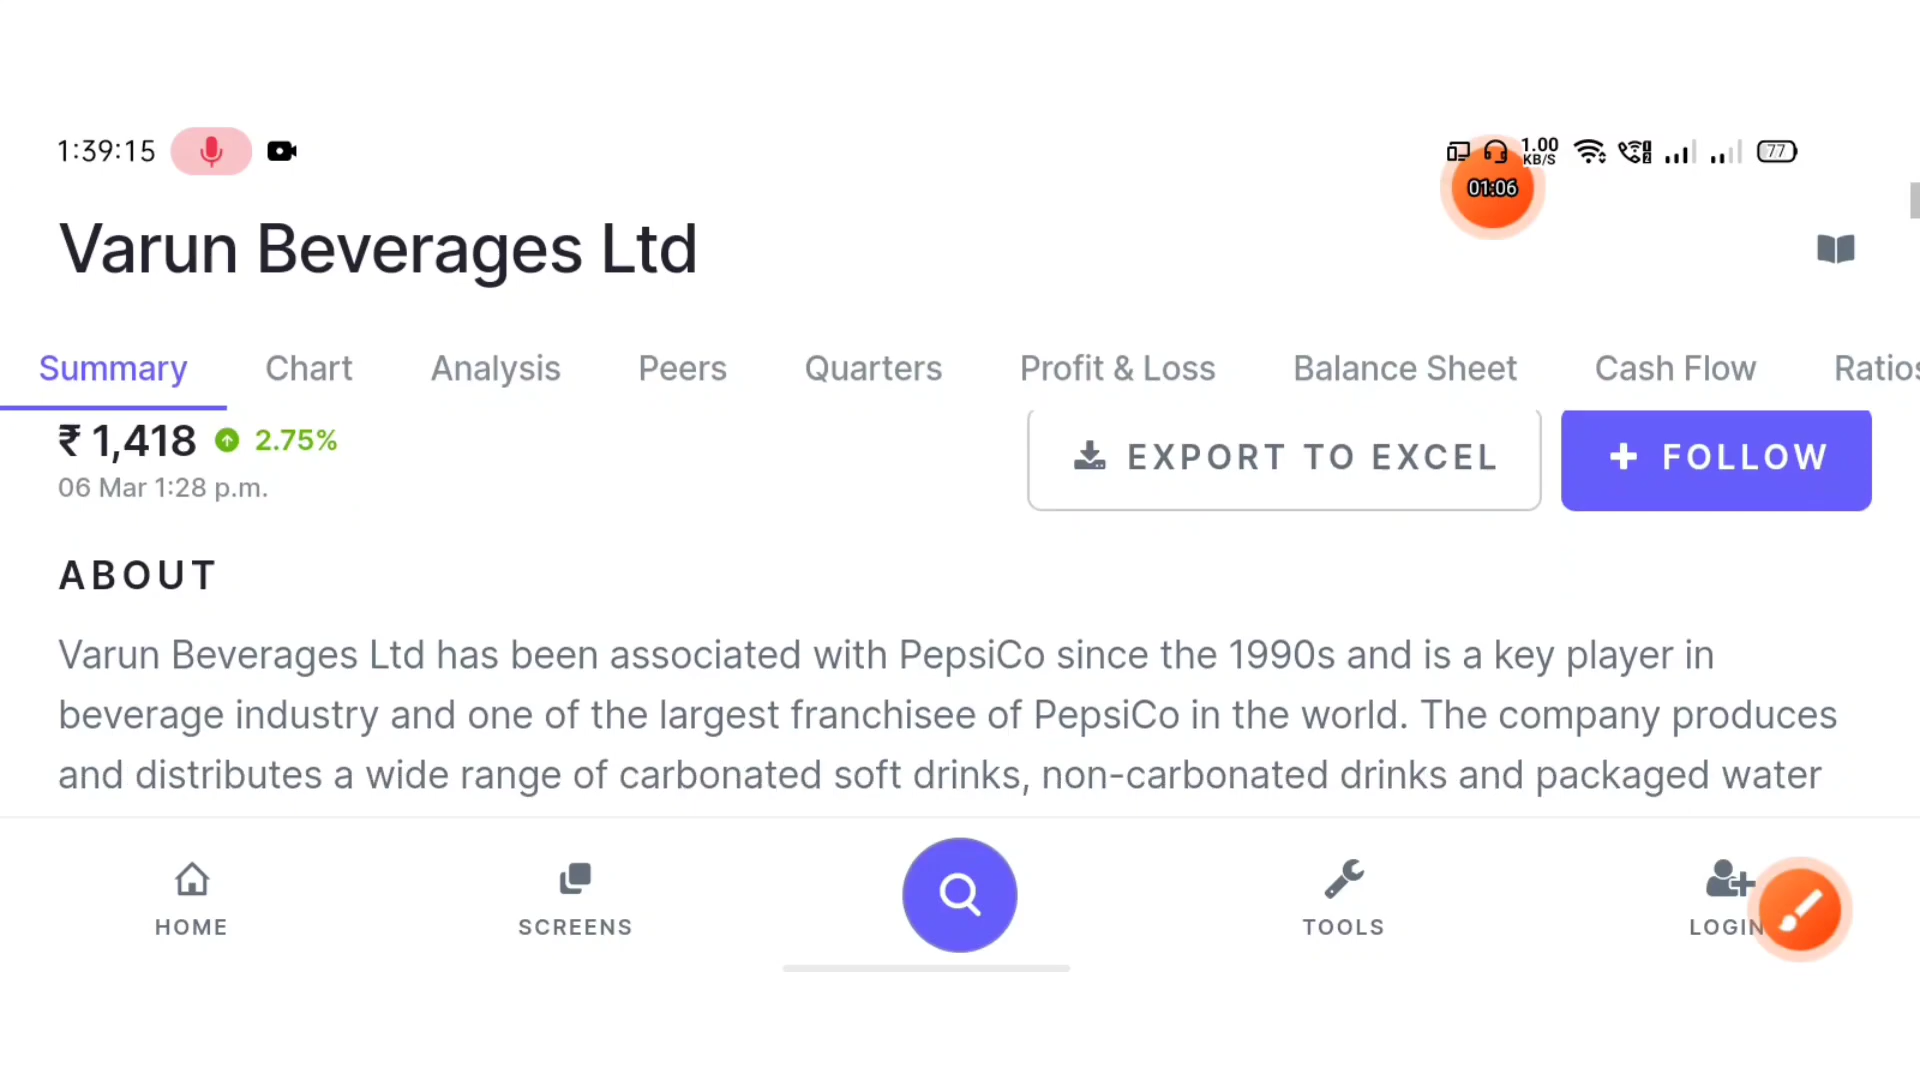 1:39:15
1.00
KB/S
77
01:06
Varun Beverages Ltd
Summary Chart Analysis Peers Quarters Profit & Loss Balance Sheet Cash Flow Ratios
₹ 1,418 2.75%
06 Mar 1:28 p.m.
EXPORT TO EXCEL
+ FOLLOW
ABOUT
Varun Beverages Ltd has been associated with PepsiCo since the 1990s and is a key player in
beverage industry and one of the largest franchisee of PepsiCo in the world. The company produces
and distributes a wide range of carbonated soft drinks, non-carbonated drinks and packaged water
HOME SCREENS TOOLS LOGIN